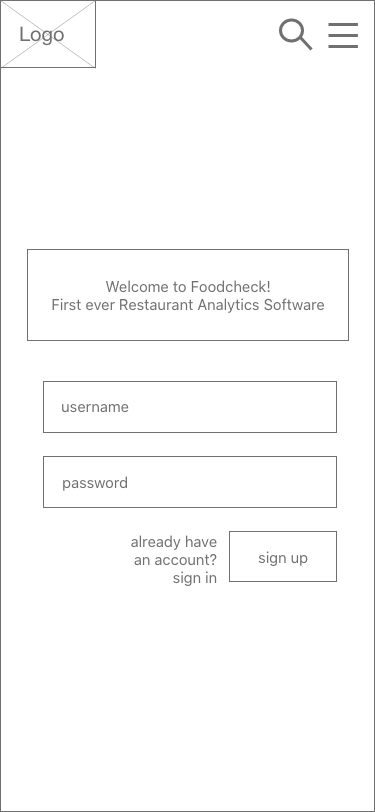 Logo
Welcome to Foodcheck!
First ever Restaurant Analytics Software
username
password
already have
an account?
sign in
sign up